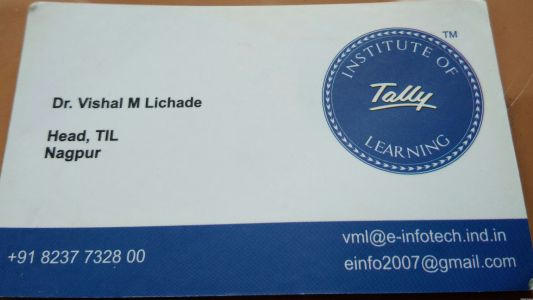 TM
INSTITUTE OF
Tally
LEARNING
Dr. Vishal M Lichade
Head, TIL
Nagpur
+91 8237 7328 00
vml@e-infotech.ind.in
einfo2007@gmail.com